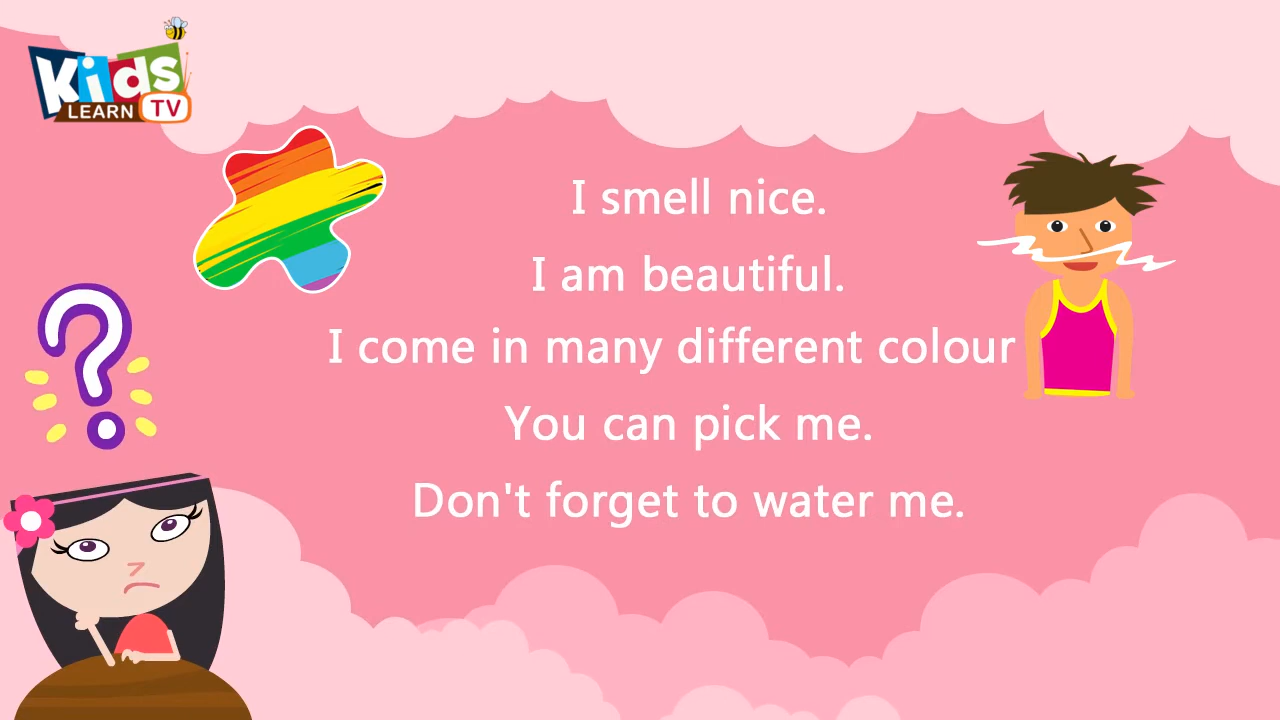 Kids
LEARN TV
I smell nice.
I am beautiful.
I come in many different colour
You can pick me.
Don't forget to water me.
?